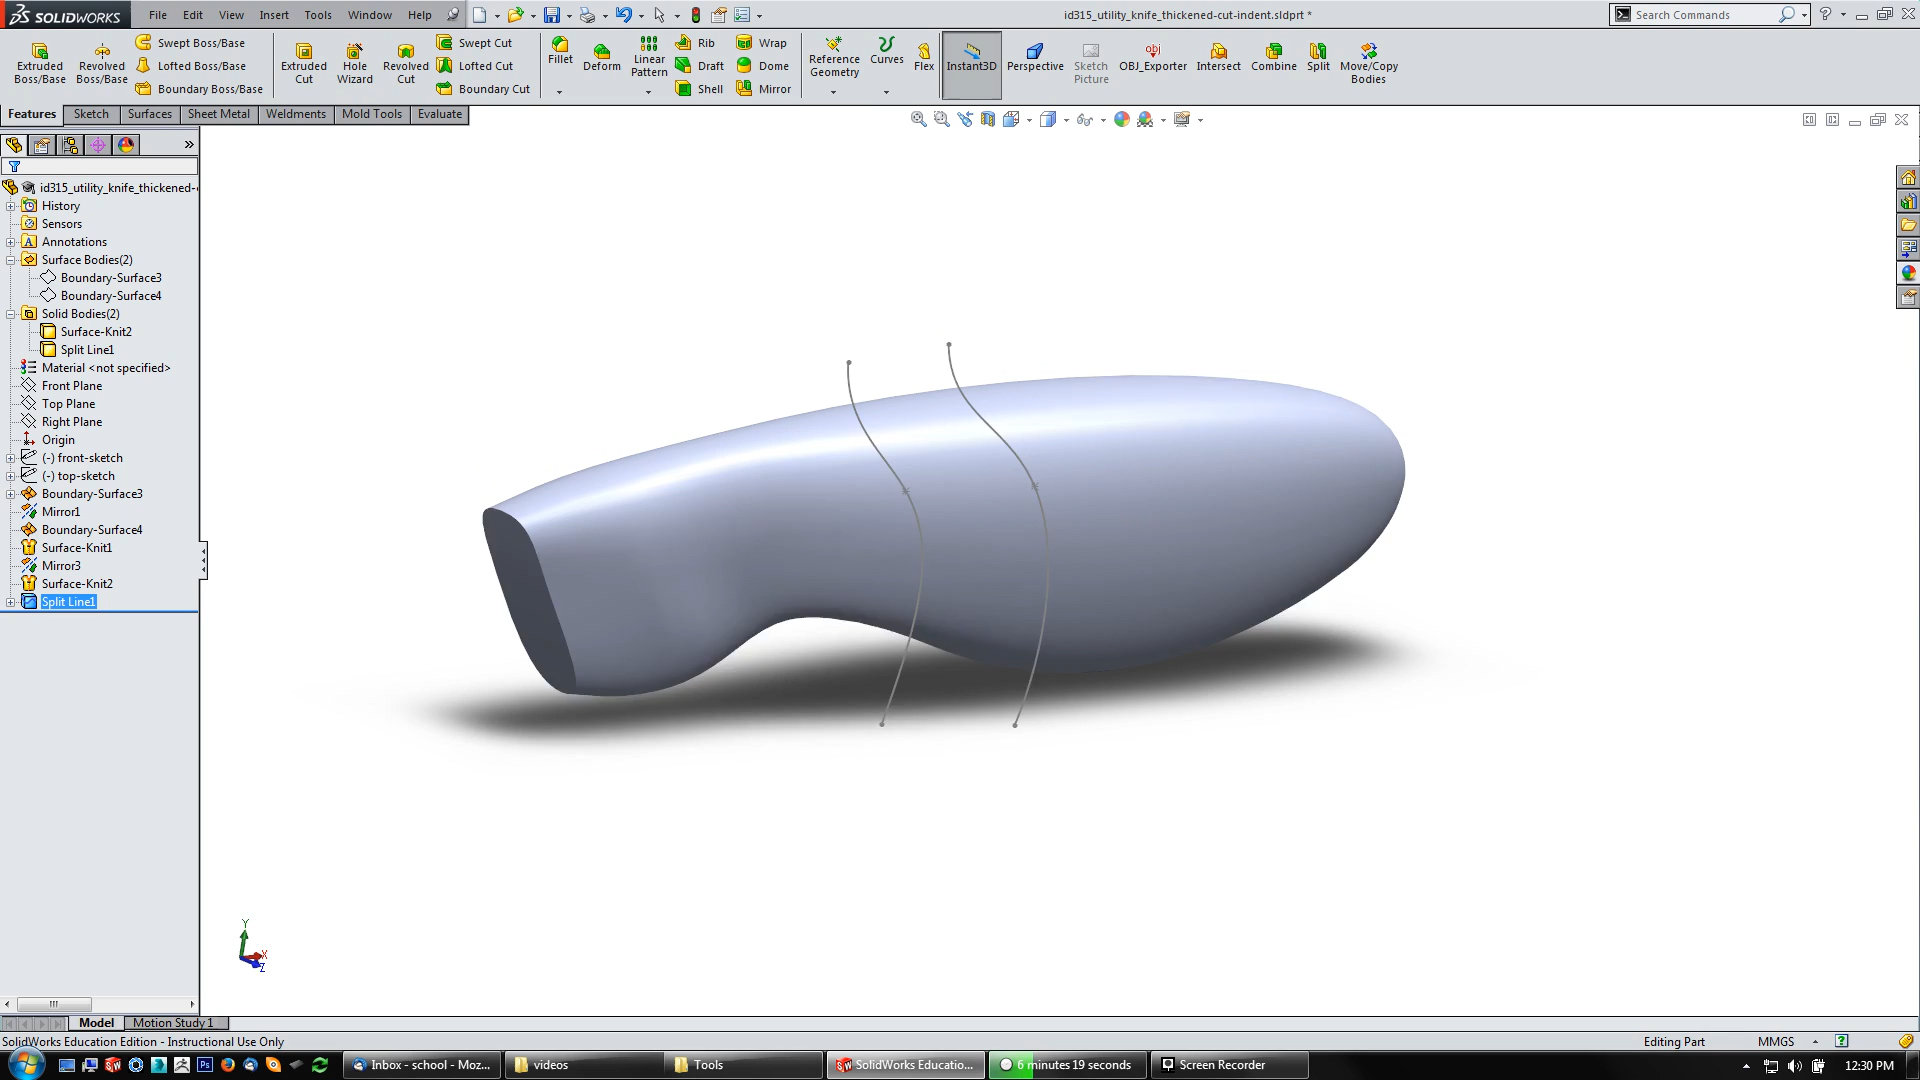 SOLIDWORKS File Edit View Insert Tools Window Help id315_utility_knife_thickened-cut-indent.sldprt * Search Commands
Extruded Boss/Base
Revolved Boss/Base
Swept Boss/Base
Lofted Boss/Base
Boundary Boss/Base
Extruded Cut
Hole Wizard
Revolved Cut
Swept Cut
Lofted Cut
Boundary Cut
Fillet
Deform
Linear Pattern
Rib
Draft
Shell
Wrap
Dome
Mirror
Reference Geometry
Curves
Flex
Instant3D
Perspective
Sketch Picture
obj
OBJ_Exporter
Intersect
Combine
Split
Move/Copy Bodies
Features Sketch Surfaces Sheet Metal Weldments Mold Tools Evaluate
id315_utility_knife_thickened-
History
Sensors
Annotations
Surface Bodies(2)
Boundary-Surface3
Boundary-Surface4
Solid Bodies(2)
Surface-Knit2
Split Line1
Material <not specified>
Front Plane
Top Plane
Right Plane
Origin
(-) front-sketch
(-) top-sketch
Boundary-Surface3
Mirror1
Boundary-Surface4
Surface-Knit1
Mirror3
Surface-Knit2
Split Line1
Y
X
Z
Model Motion Study 1
SolidWorks Education Edition - Instructional Use Only Editing Part MMGS
Inbox - school - Moz... videos Tools SolidWorks Educatio... 6 minutes 19 seconds Screen Recorder 12:30 PM